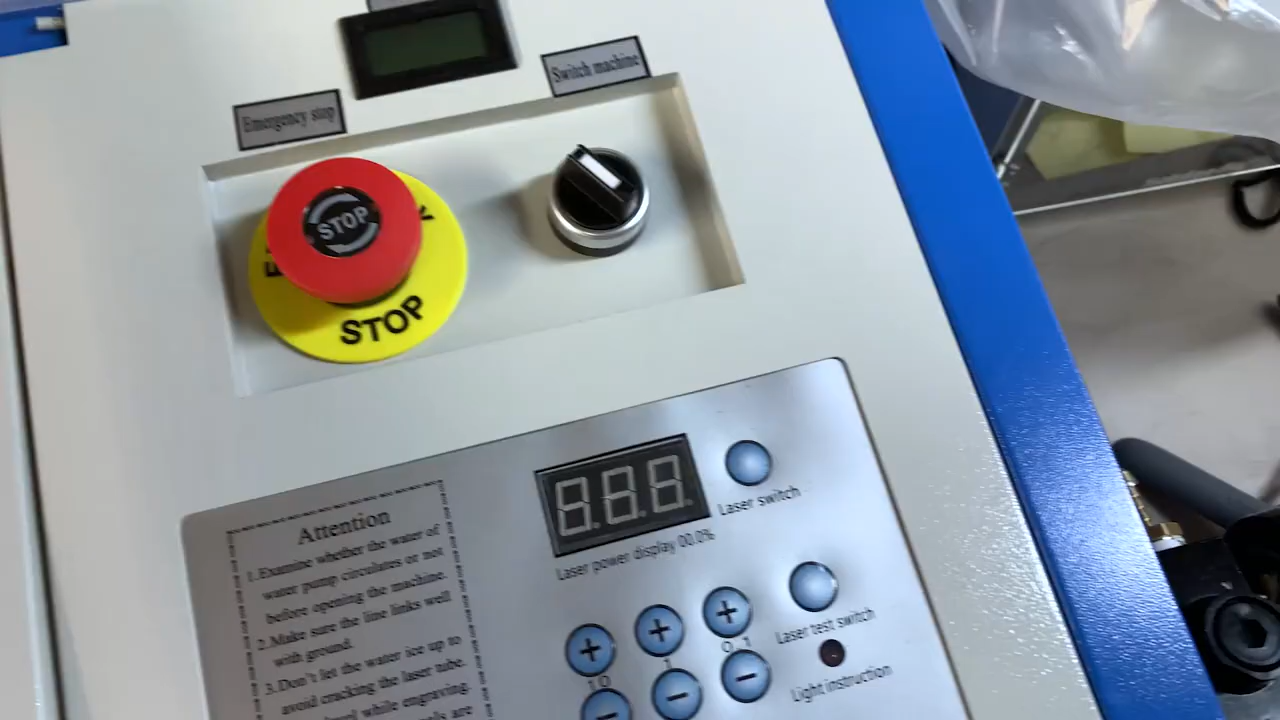 Switch machine
Emergency stop
STOP
STOP
Attention
1.Examine whether the water of
water pump circulates or not
before opening the machine.
2.Make sure the line links well
with ground.
3.Don't let the water ice up to
avoid cracking the laser tube.
while engraving.
are
Laser switch
Laser power display 00.0%
+ + +
10 1 0.1
- - -
Laser test switch
Light instruction